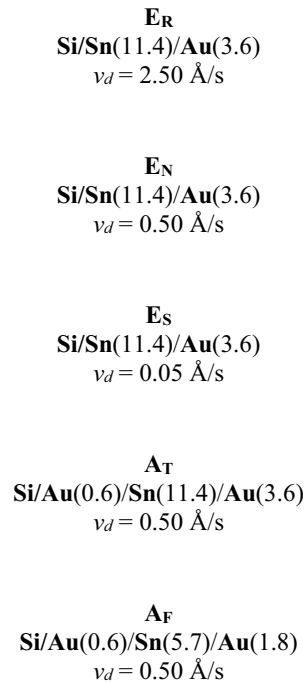 E_R
Si/Sn(11.4)/Au(3.6)
v_d = 2.50 Å/s
E_N
Si/Sn(11.4)/Au(3.6)
v_d = 0.50 Å/s
E_S
Si/Sn(11.4)/Au(3.6)
v_d = 0.05 Å/s
A_T
Si/Au(0.6)/Sn(11.4)/Au(3.6)
v_d = 0.50 Å/s
A_F
Si/Au(0.6)/Sn(5.7)/Au(1.8)
v_d = 0.50 Å/s